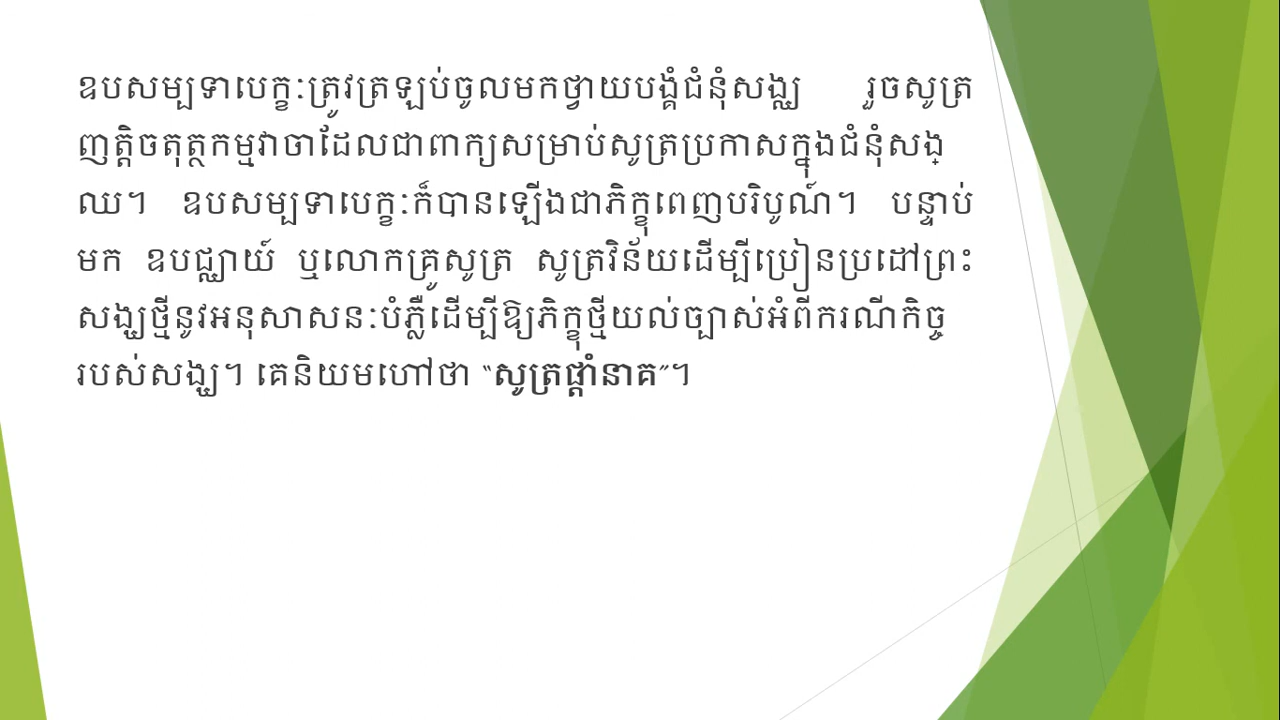 ឧបសម្បទាបេក្ខៈត្រូវត្រឡប់ចូលមកថ្វាយបង្គំជំនុំសង្ឈ រួចសូត្រ
ញត្តិចតុត្ថកម្មវាចាដែលជាពាក្យសម្រាប់សូត្រប្រកាសក្នុងជំនុំសង្
ឈ។ ឧបសម្បទាបេក្ខៈក៏បានឡើងជាភិក្ខុពេញបរិបូណ៍។ បន្ទាប់
មក ឧបជ្ឈាយ៍ ឬលោកគ្រូសូត្រ សូត្រវិន័យដើម្បីប្រៀនប្រដៅព្រះ
សង្ឃថ្មីនូវអនុសាសនៈបំភ្លឺដើម្បីឱ្យភិក្ខុថ្មីយល់ច្បាស់អំពីករណីកិច្ច
របស់សង្ឃ។ គេនិយមហៅថា “សូត្រផ្តាំនាគ”។